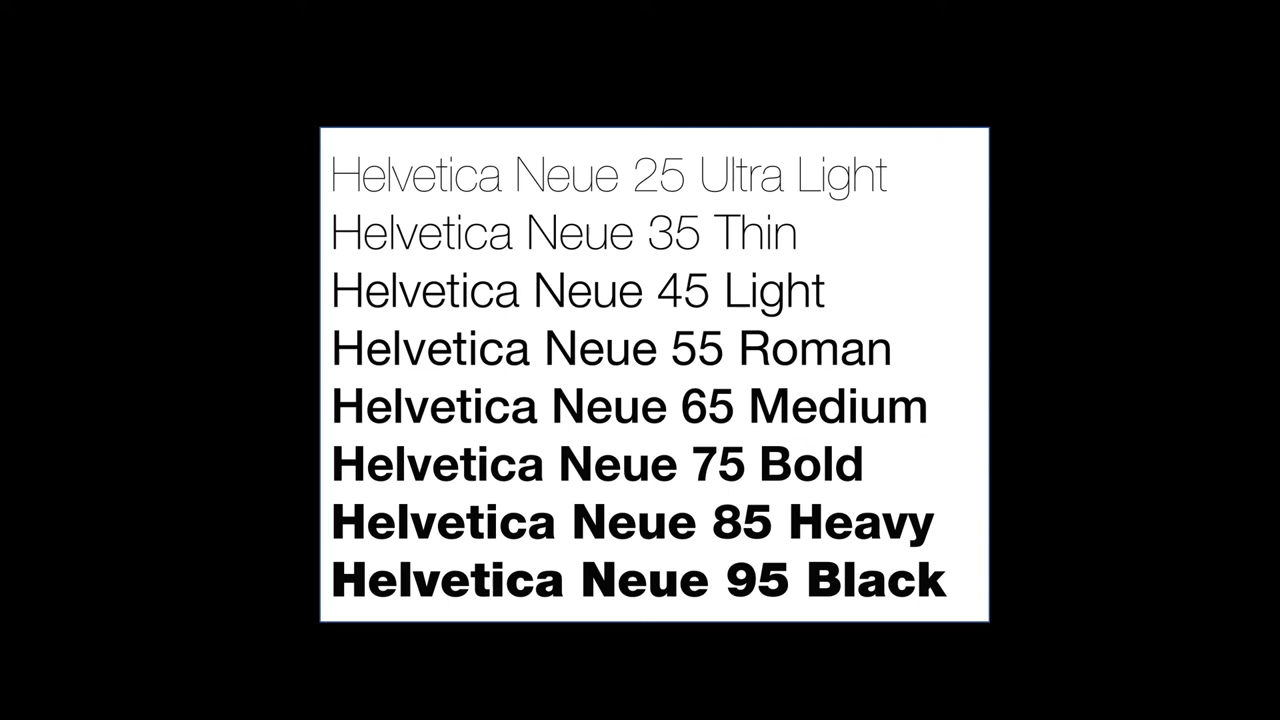 Helvetica Neue 25 Ultra Light
Helvetica Neue 35 Thin
Helvetica Neue 45 Light
Helvetica Neue 55 Roman
Helvetica Neue 65 Medium
Helvetica Neue 75 Bold
Helvetica Neue 85 Heavy
Helvetica Neue 95 Black